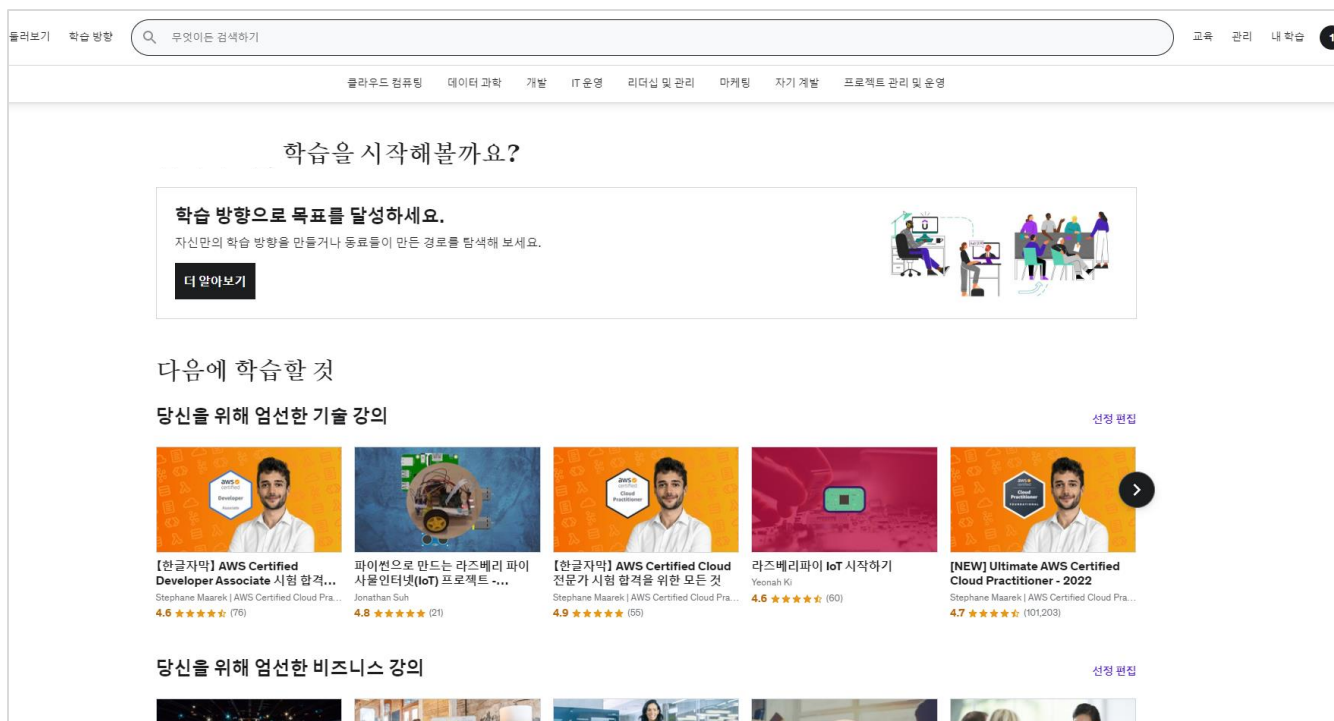 둘러보기 학습 방향 무엇이든 검색하기 교육 관리 내 학습 1
클라우드 컴퓨팅 데이터 과학 개발 IT 운영 리더십 및 관리 마케팅 자기 계발 프로젝트 관리 및 운영
학습을 시작해볼까요?
학습 방향으로 목표를 달성하세요.
자신만의 학습 방향을 만들거나 동료들이 만든 경로를 탐색해 보세요.
더 알아보기
다음에 학습할 것
당신을 위해 엄선한 기술 강의 선정 편집
aws certified Developer Associate
aws certified Cloud Practitioner
aws certified Cloud Practitioner FOUNDATIONAL
【한글자막】 AWS Certified
Developer Associate 시험 합격...
Stephane Maarek | AWS Certified Cloud Pra...
4.6 (76)
파이썬으로 만드는 라즈베리 파이
사물인터넷(IoT) 프로젝트 -...
Jonathan Suh
4.8 (21)
【한글자막】 AWS Certified Cloud
전문가 시험 합격을 위한 모든 것
Stephane Maarek | AWS Certified Cloud Pra...
4.9 (55)
라즈베리파이 IoT 시작하기
Yeonah Ki
4.6 (60)
[NEW] Ultimate AWS Certified
Cloud Practitioner - 2022
Stephane Maarek | AWS Certified Cloud Pra...
4.7 (101,203)
당신을 위해 엄선한 비즈니스 강의 선정 편집